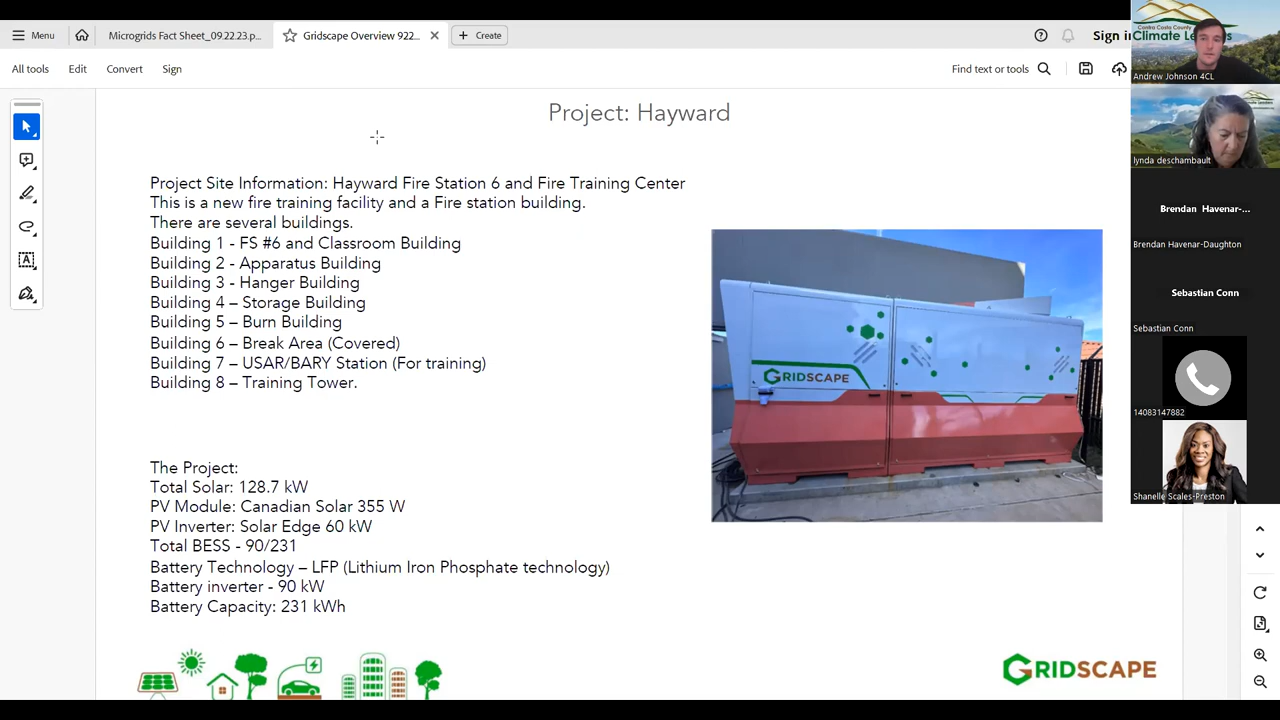 Menu
Microgrids Fact Sheet_09.22.23.p...
Gridscape Overview 922...
Create
Sign in
All tools
Edit
Convert
Sign
Find text or tools
Project: Hayward
Project Site Information: Hayward Fire Station 6 and Fire Training Center
This is a new fire training facility and a Fire station building.
There are several buildings.
Building 1 - FS #6 and Classroom Building
Building 2 - Apparatus Building
Building 3 - Hanger Building
Building 4 – Storage Building
Building 5 – Burn Building
Building 6 – Break Area (Covered)
Building 7 – USAR/BARY Station (For training)
Building 8 – Training Tower.
GRIDSCAPE
The Project:
Total Solar: 128.7 kW
PV Module: Canadian Solar 355 W
PV Inverter: Solar Edge 60 kW
Total BESS - 90/231
Battery Technology – LFP (Lithium Iron Phosphate technology)
Battery inverter - 90 kW
Battery Capacity: 231 kWh
GRIDSCAPE
Contra Costa County
Climate Leaders
Andrew Johnson 4CL
lynda deschambault
Brendan Havenar-...
Brendan Havenar-Daughton
Sebastian Conn
Sebastian Conn
14083147882
Shanelle Scales-Preston